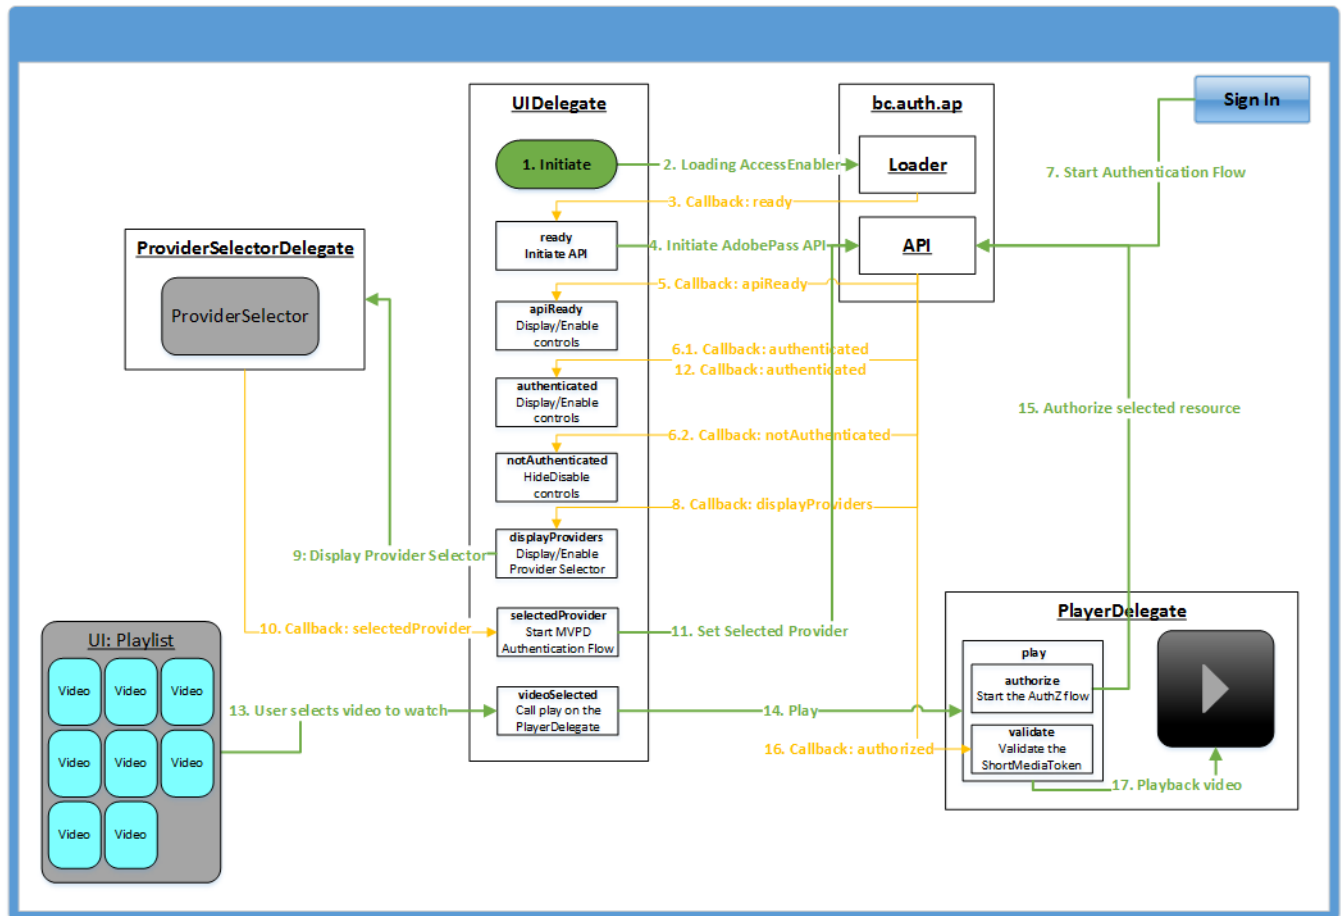 Sign In
UIDelegate
bc.auth.ap
1. Initiate
2. Loading AccessEnabler
Loader
7. Start Authentication Flow
3. Callback: ready
ready
Initiate API
4. Initiate AdobePass API
API
ProviderSelectorDelegate
ProviderSelector
5. Callback: apiReady
apiReady
Display/Enable
controls
6.1. Callback: authenticated
12. Callback: authenticated
authenticated
Display/Enable
controls
15. Authorize selected resource
6.2. Callback: notAuthenticated
notAuthenticated
HideDisable
controls
8. Callback: displayProviders
displayProviders
Display/Enable
Provider Selector
9: Display Provider Selector
selectedProvider
Start MVPD
Authentication Flow
10. Callback: selectedProvider
11. Set Selected Provider
PlayerDelegate
UI: Playlist
Video
Video
Video
Video
Video
Video
Video
Video
13. User selects video to watch
videoSelected
Call play on the
PlayerDelegate
14. Play
play
authorize
Start the AuthZ flow
16. Callback: authorized
validate
Validate the
ShortMediaToken
17. Playback video